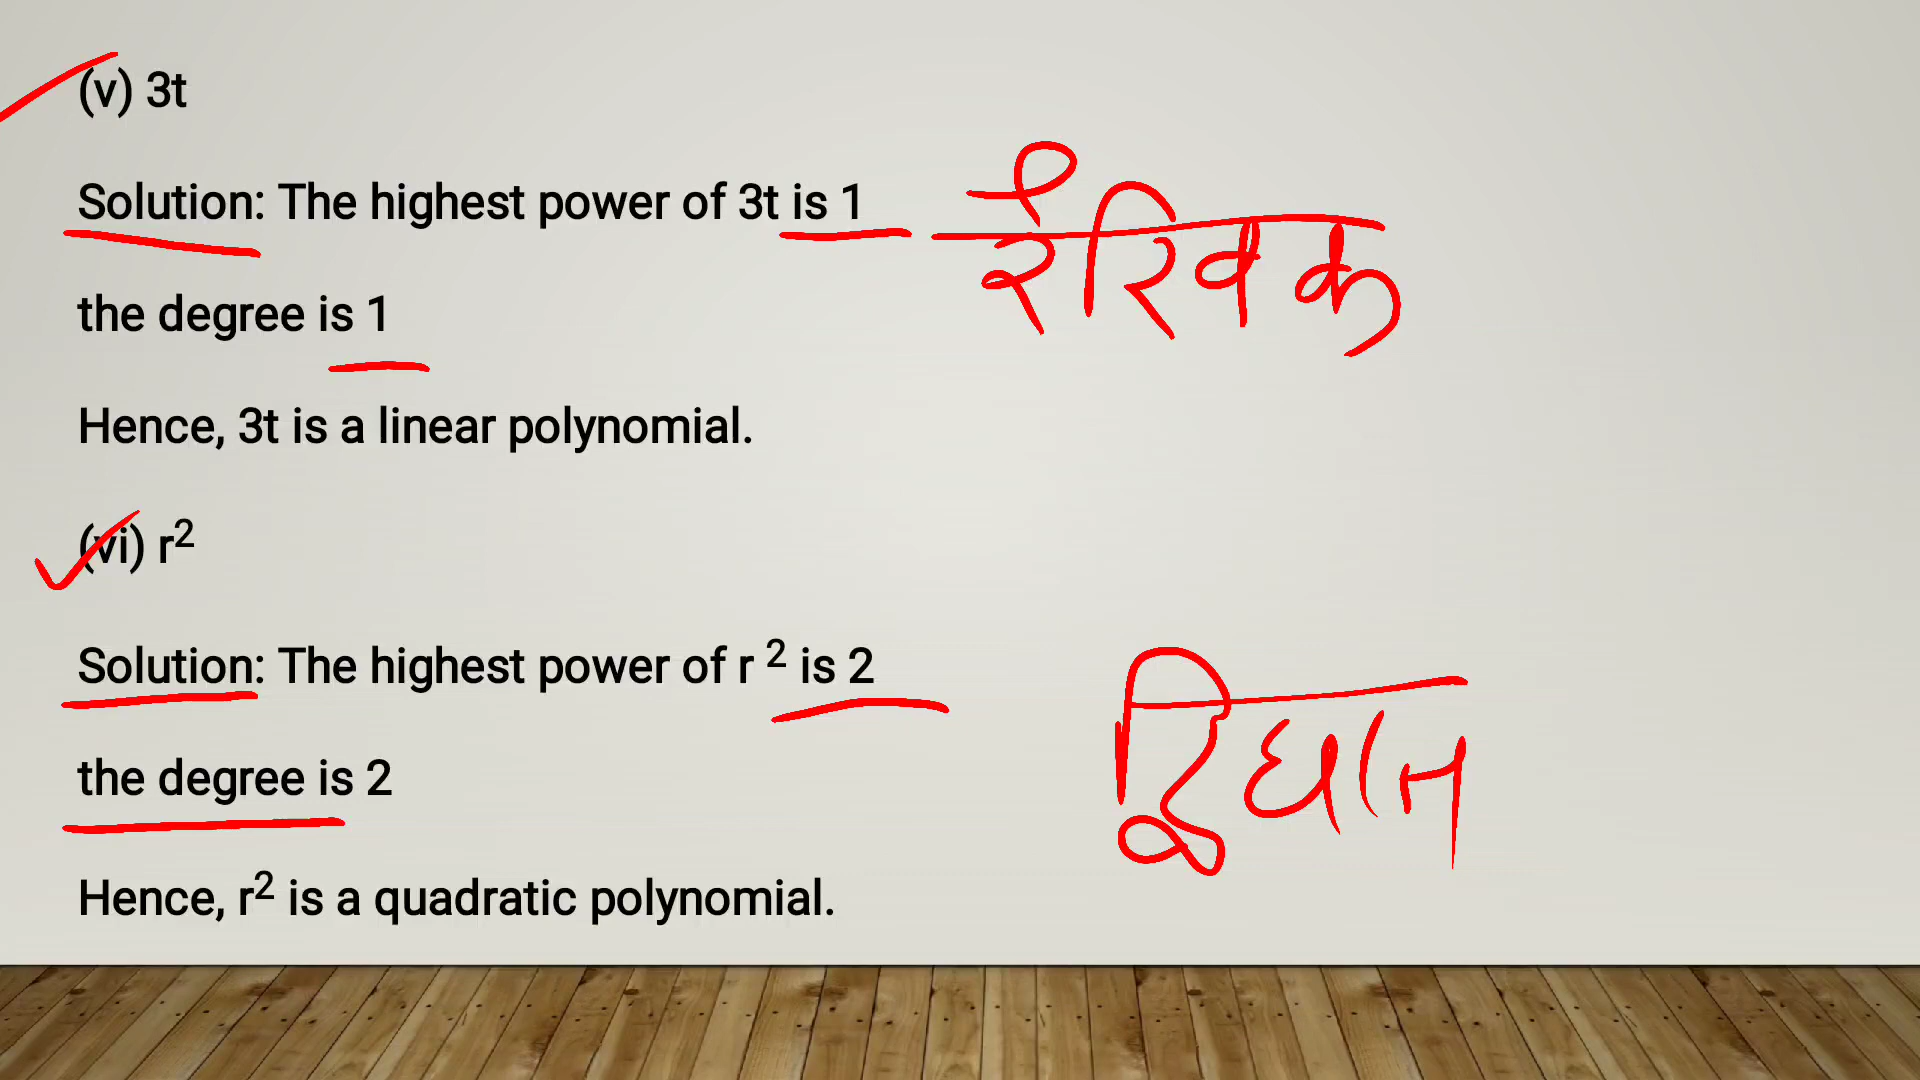 (v) 3t
Solution: The highest power of 3t is 1
रैखिक
the degree is 1
Hence, 3t is a linear polynomial.
(vi) r²
Solution: The highest power of r ² is 2
the degree is 2
द्विघात
Hence, r² is a quadratic polynomial.